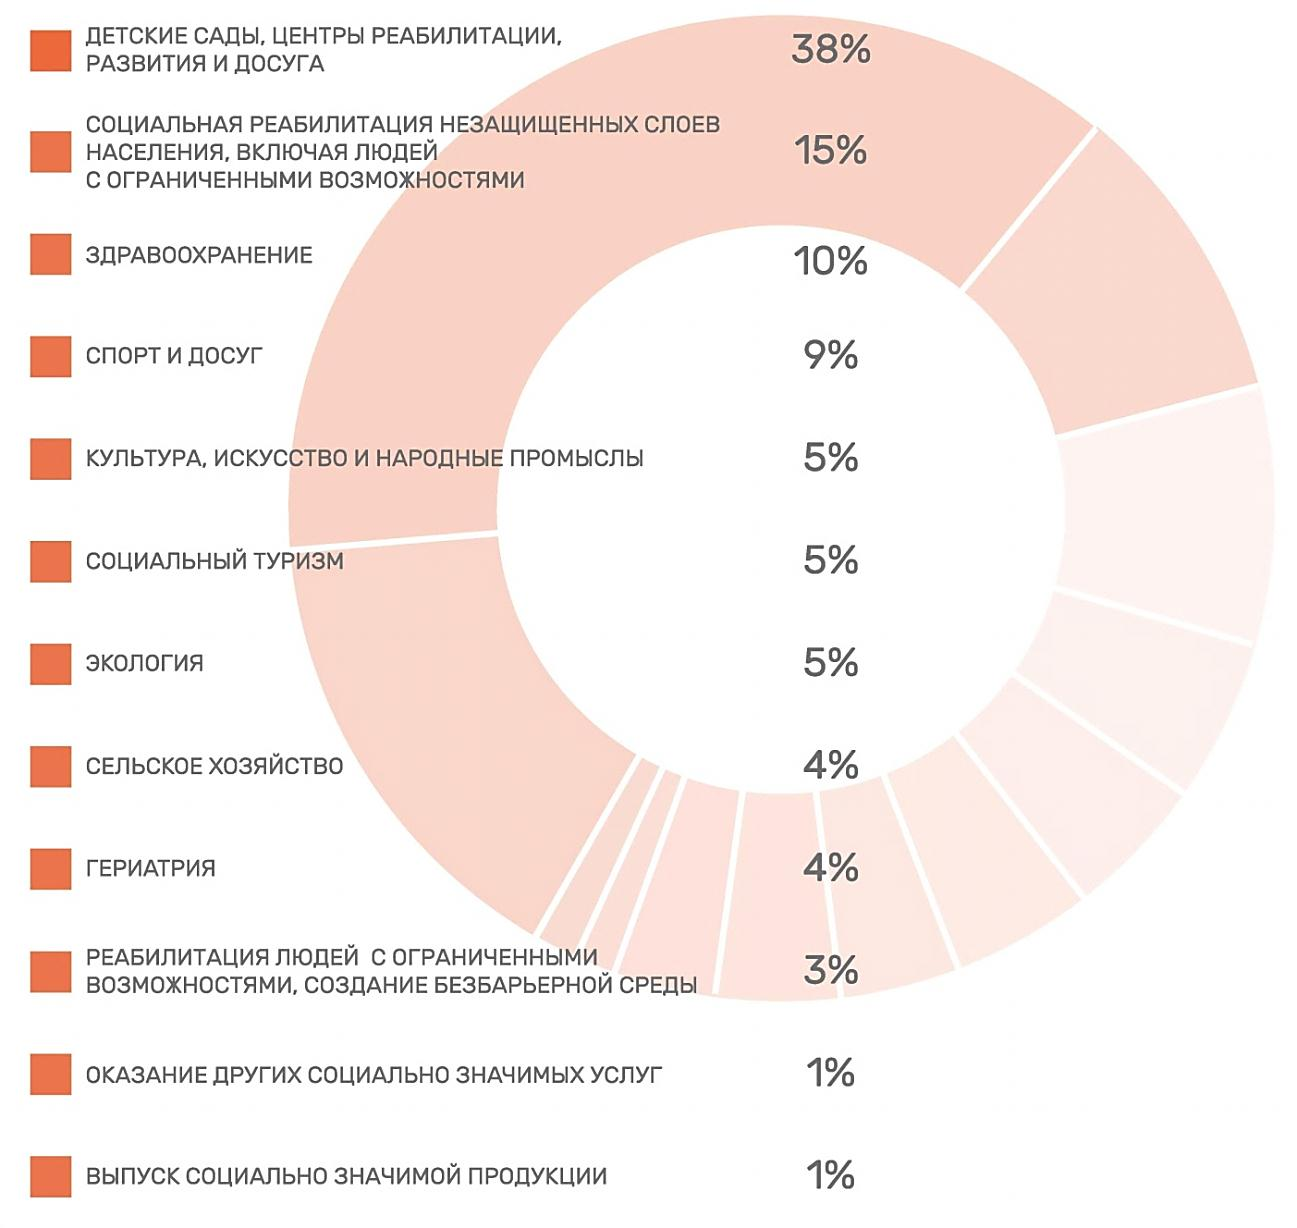 ДЕТСКИЕ САДЫ, ЦЕНТРЫ РЕАБИЛИТАЦИИ,
РАЗВИТИЯ И ДОСУГА
38%
СОЦИАЛЬНАЯ РЕАБИЛИТАЦИЯ НЕЗАЩИЩЕННЫХ СЛОЕВ
НАСЕЛЕНИЯ, ВКЛЮЧАЯ ЛЮДЕЙ
С ОГРАНИЧЕННЫМИ ВОЗМОЖНОСТЯМИ
15%
ЗДРАВООХРАНЕНИЕ
10%
СПОРТ И ДОСУГ
9%
КУЛЬТУРА, ИСКУССТВО И НАРОДНЫЕ ПРОМЫСЛЫ
5%
СОЦИАЛЬНЫЙ ТУРИЗМ
5%
ЭКОЛОГИЯ
5%
СЕЛЬСКОЕ ХОЗЯЙСТВО
4%
ГЕРИАТРИЯ
4%
РЕАБИЛИТАЦИЯ ЛЮДЕЙ С ОГРАНИЧЕННЫМИ
ВОЗМОЖНОСТЯМИ, СОЗДАНИЕ БЕЗБАРЬЕРНОЙ СРЕДЫ
3%
ОКАЗАНИЕ ДРУГИХ СОЦИАЛЬНО ЗНАЧИМЫХ УСЛУГ
1%
ВЫПУСК СОЦИАЛЬНО ЗНАЧИМОЙ ПРОДУКЦИИ
1%